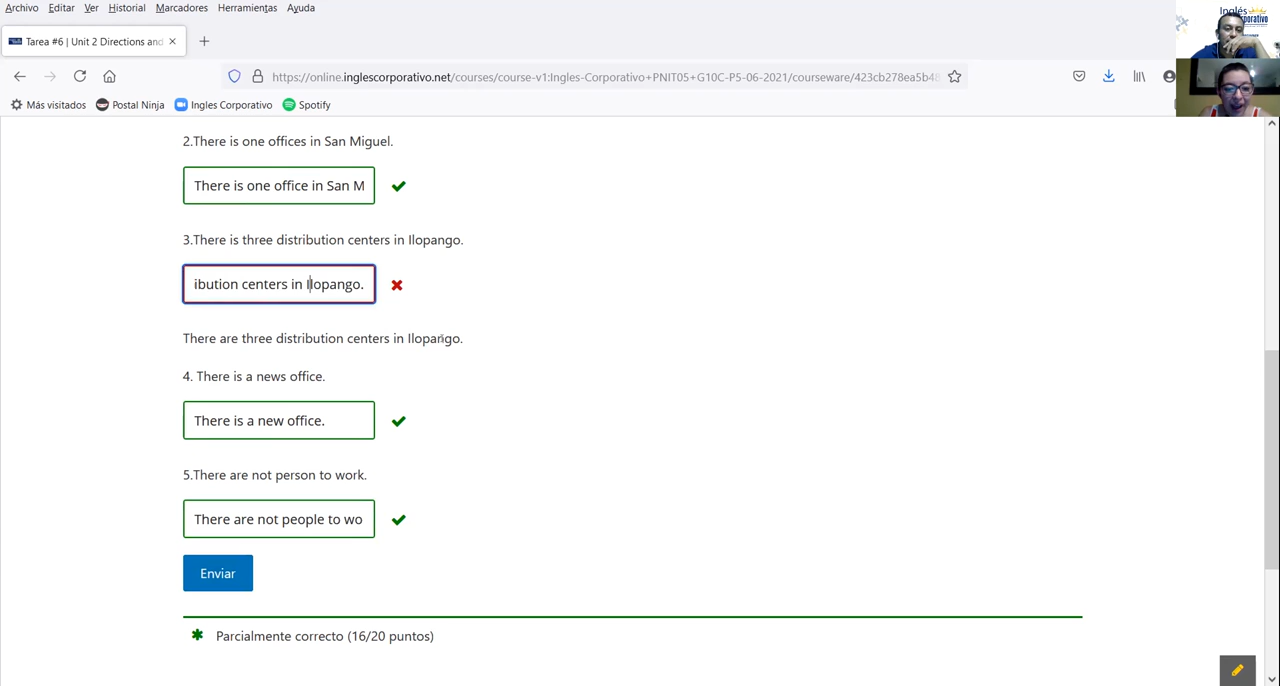 Archivo Editar Ver Historial Marcadores Herramientas Ayuda
Inglés
Tarea #6 | Unit 2 Directions and
https://online.inglescorporativo.net/courses/course-v1:Ingles-Corporativo+PNIT05+G10C-P5-06-2021/courseware/423cb278ea5b48
Más visitados Postal Ninja Ingles Corporativo Spotify
2.There is one offices in San Miguel.
There is one office in San M
3.There is three distribution centers in Ilopango.
ibution centers in Ilopango.
There are three distribution centers in Ilopango.
4. There is a news office.
There is a new office.
5.There are not person to work.
There are not people to wo
Enviar
Parcialmente correcto (16/20 puntos)